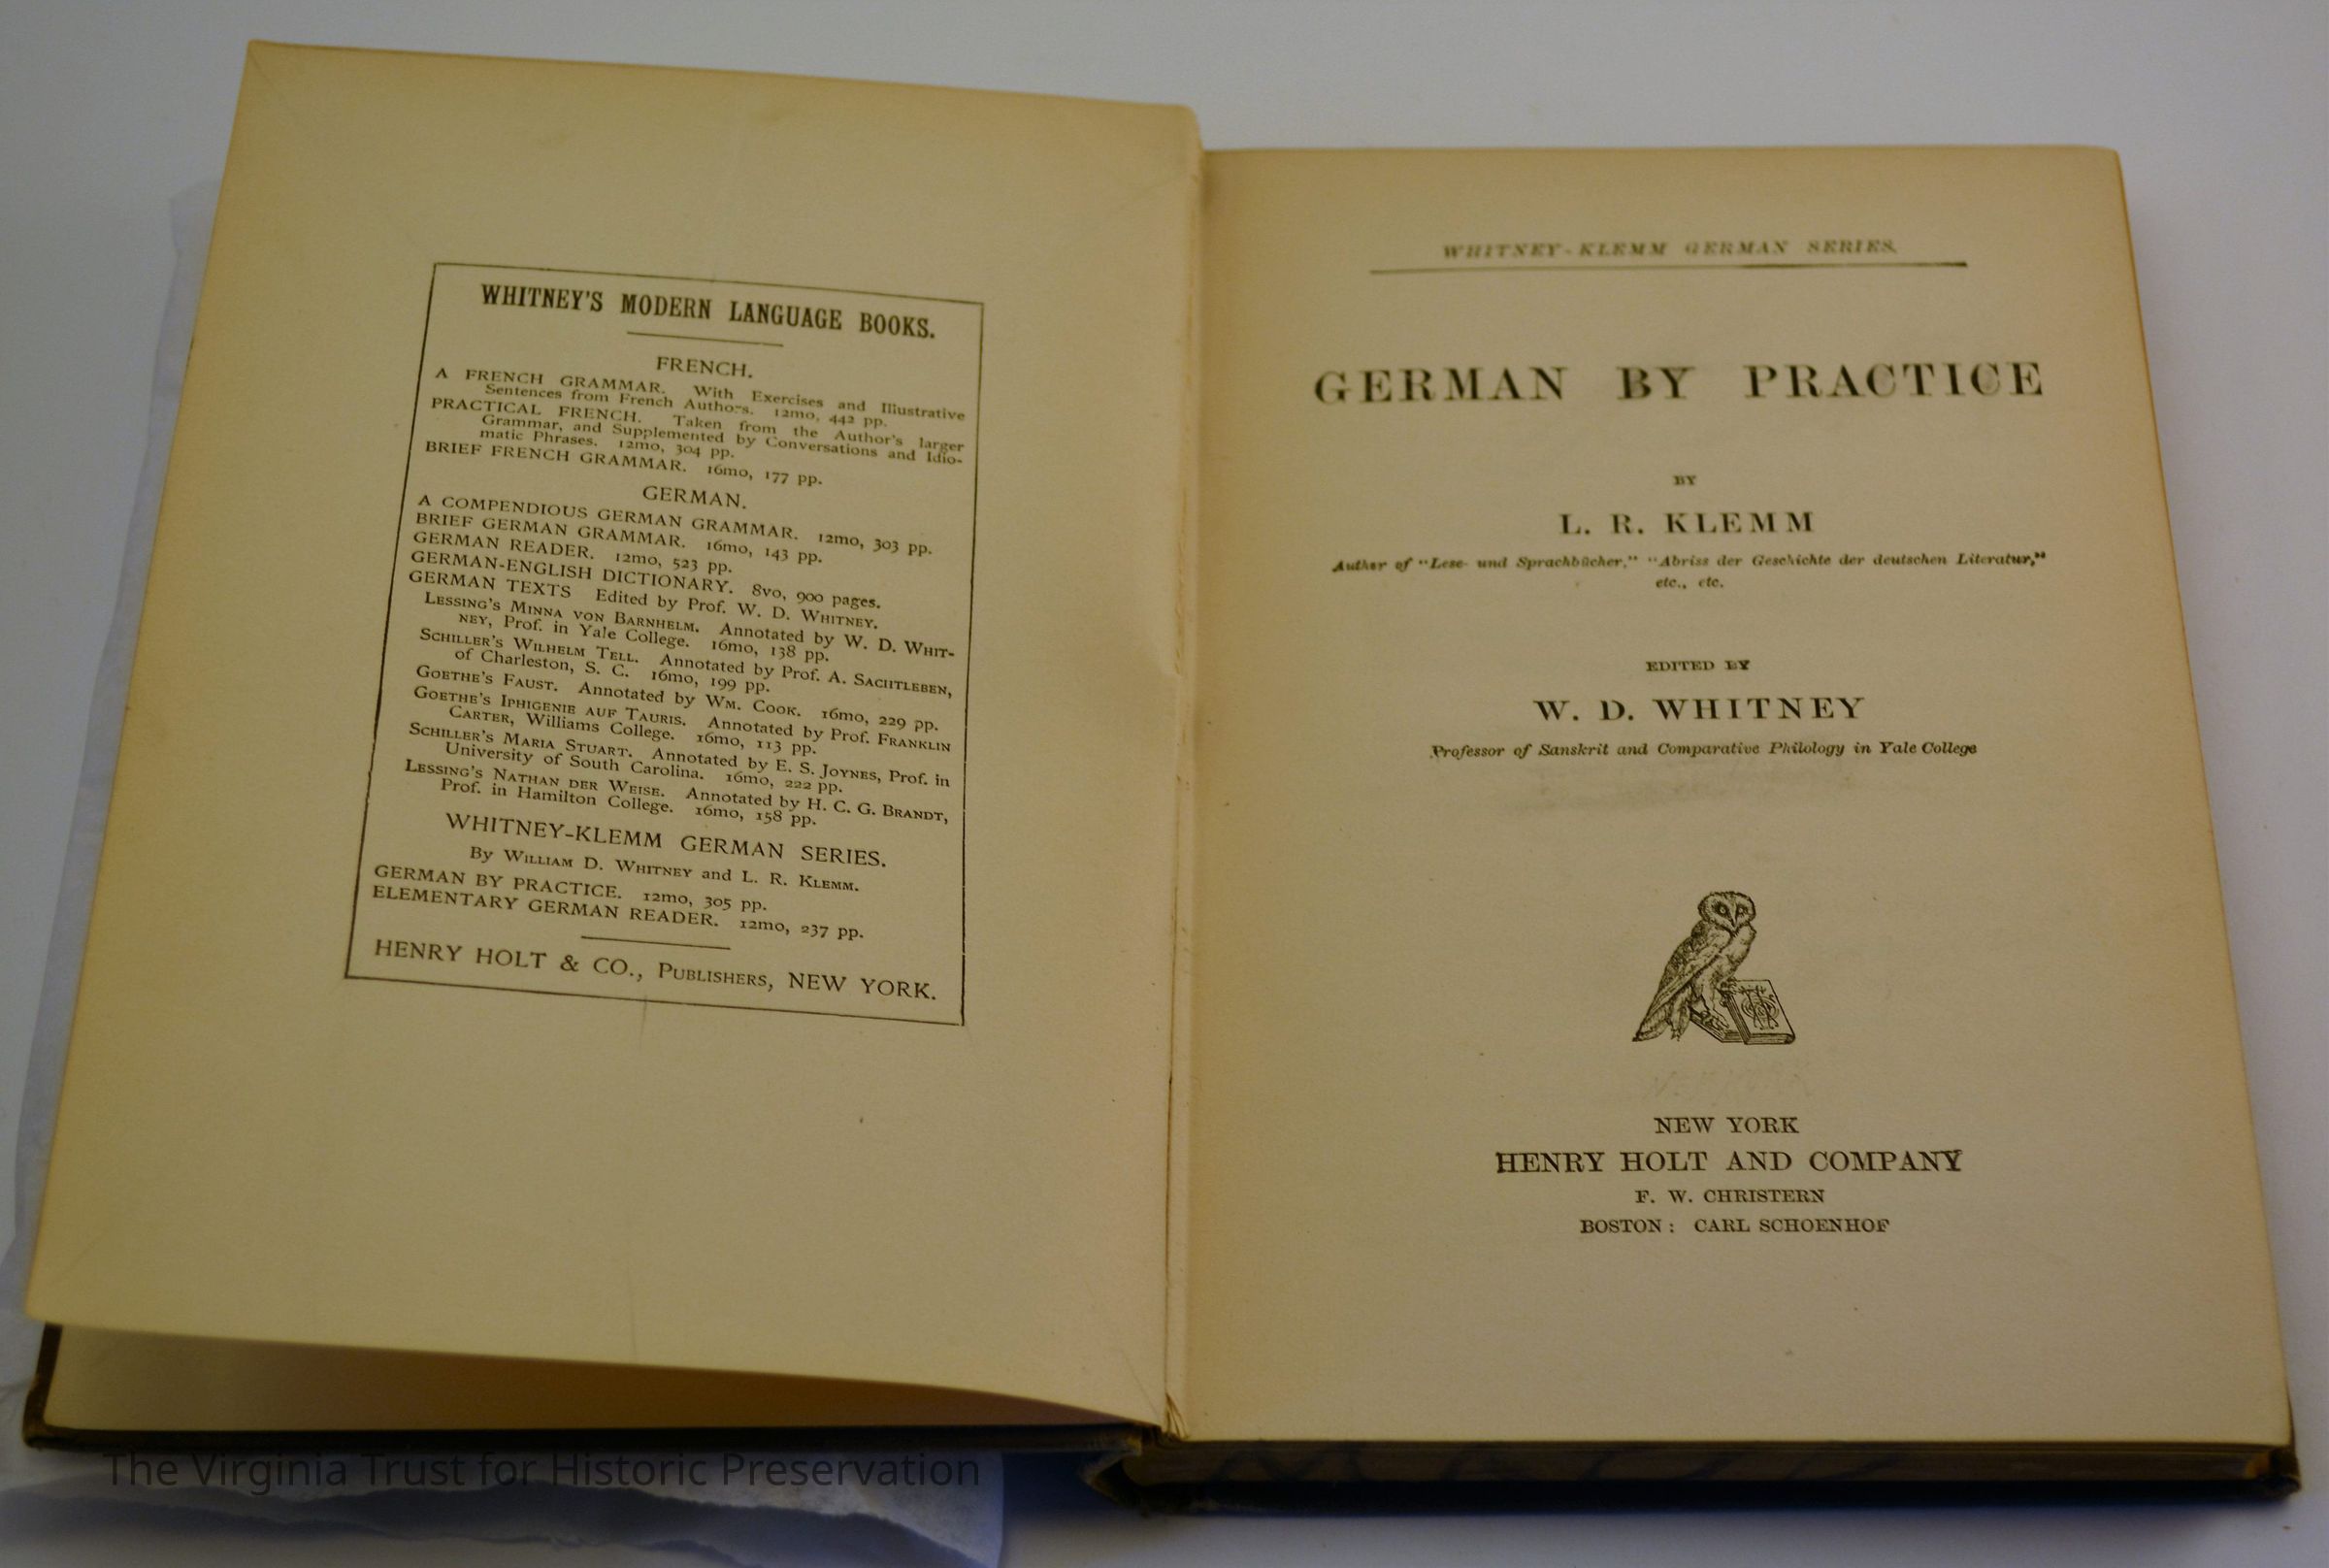 WHITNEY'S MODERN LANGUAGE BOOKS.
FRENCH.
A FRENCH GRAMMAR. With Exercises and Illustrative
Sentences from French Authors. 12mo, 442 pp.
PRACTICAL FRENCH. Taken from the Author's larger
Grammar, and Supplemented by Conversations and Idio-
matic Phrases. 12mo, 304 pp.
BRIEF FRENCH GRAMMAR. 16mo, 177 pp.
GERMAN.
A COMPENDIOUS GERMAN GRAMMAR. 12mo, 303 pp.
BRIEF GERMAN GRAMMAR. 16mo, 143 pp.
GERMAN READER. 12mo, 523 pp.
GERMAN-ENGLISH DICTIONARY. 8vo, 900 pages.
GERMAN TEXTS Edited by Prof. W. D. WHITNEY.
LESSING'S MINNA VON BARNHELM. Annotated by W. D. WHIT-
NEY, Prof. in Yale College. 16mo, 138 pp.
SCHILLER'S WILHELM TELL. Annotated by Prof. A. SACHTLEBEN,
of Charleston, S. C. 16mo, 199 pp.
GOETHE'S FAUST. Annotated by WM. COOK. 16mo, 229 pp.
GOETHE'S IPHIGENIE AUF TAURIS. Annotated by Prof. FRANKLIN
CARTER, Williams College. 16mo, 113 pp.
SCHILLER'S MARIA STUART. Annotated by E. S. JOYNES, Prof. in
University of South Carolina. 16mo, 222 pp.
LESSING'S NATHAN DER WEISE. Annotated by H. C. G. BRANDT,
Prof. in Hamilton College. 16mo, 158 pp.
WHITNEY-KLEMM GERMAN SERIES.
By WILLIAM D. WHITNEY and L. R. KLEMM.
GERMAN BY PRACTICE. 12mo, 305 pp.
ELEMENTARY GERMAN READER. 12mo, 237 pp.
HENRY HOLT & CO., PUBLISHERS, NEW YORK.
WHITNEY-KLEMM GERMAN SERIES.
GERMAN BY PRACTICE
BY
L. R. KLEMM
Author of "Lese- und Sprachbücher," "Abriss der Geschichte der deutschen Literatur,"
etc., etc.
EDITED BY
W. D. WHITNEY
Professor of Sanskrit and Comparative Philology in Yale College
NEW YORK
HENRY HOLT AND COMPANY
F. W. CHRISTERN
BOSTON: CARL SCHOENHOF
The Virginia Trust for Historic Preservation